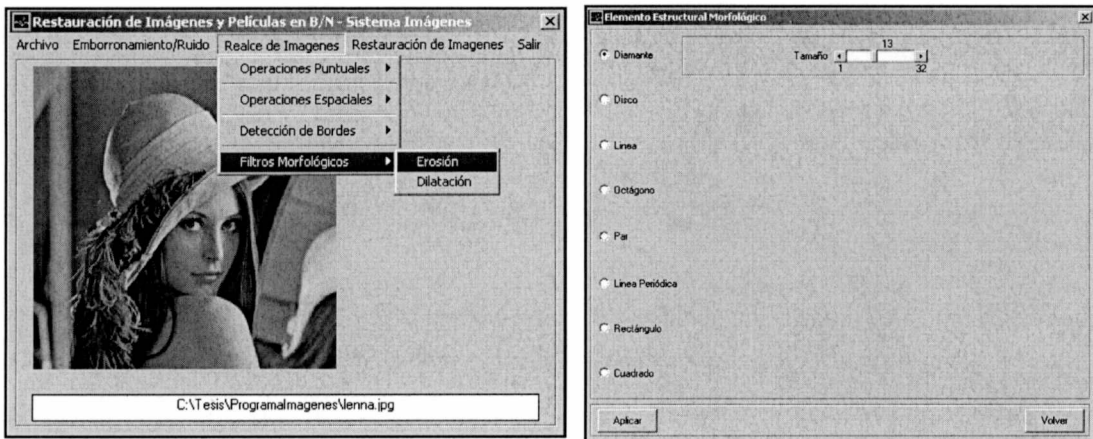 Restauración de Imágenes y Películas en B/N - Sistema Imágenes
Archivo Emborronamiento/Ruido Realce de Imagenes Restauración de Imagenes Salir
Operaciones Puntuales
Operaciones Espaciales
Detección de Bordes
Filtros Morfológicos
Erosión
Dilatación
C:\Tesis\ProgramaImagenes\lenna.jpg
Elemento Estructural Morfológico
Diamante
Tamaño
13
1
32
Disco
Linea
Octágono
Par
Linea Periódica
Rectángulo
Cuadrado
Aplicar
Volver